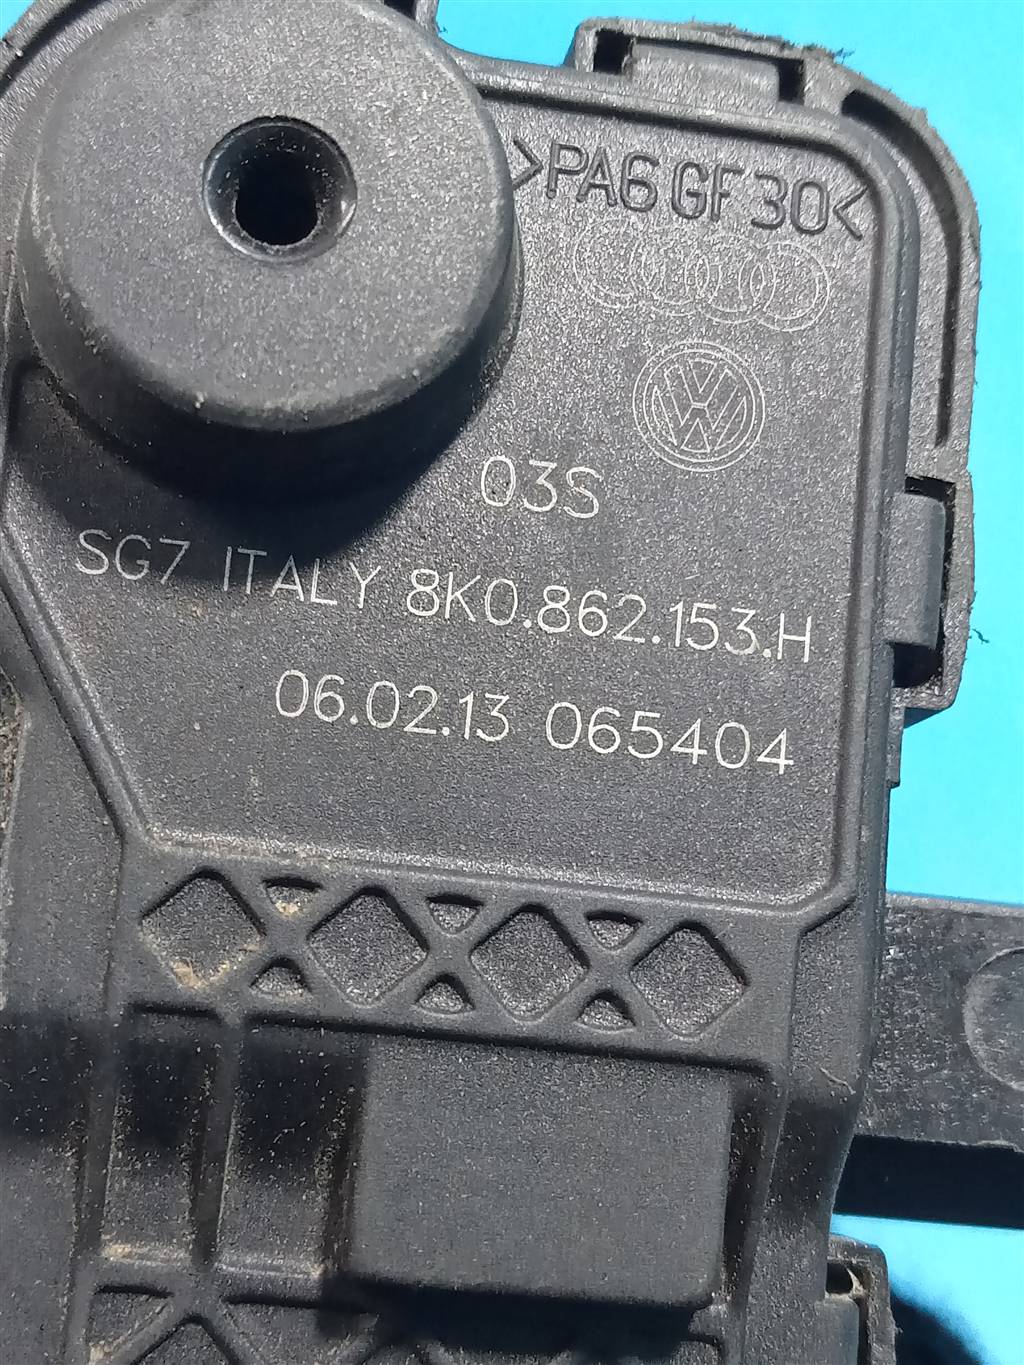 >PA6 GF30<
03S
SG7 ITALY 8K0.862.153.H
06.02.13 065404